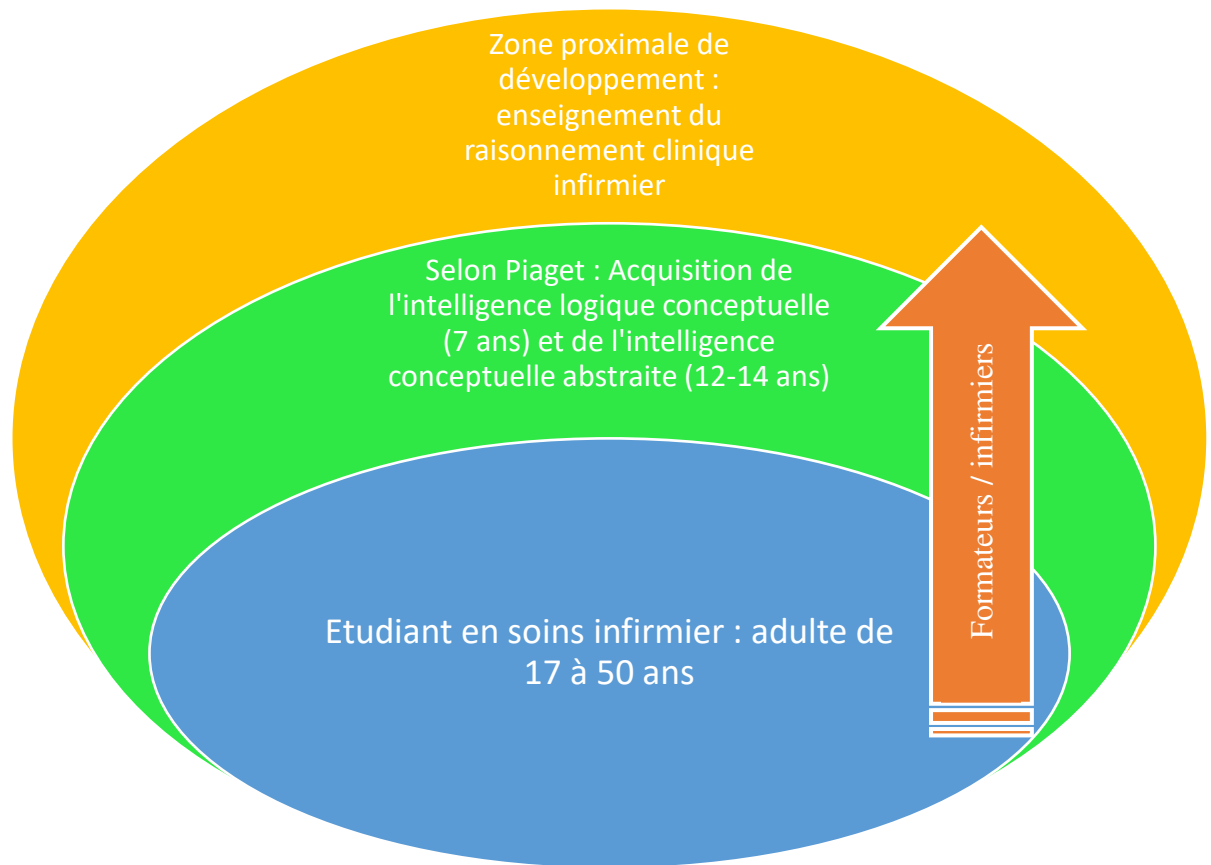 Zone proximale de
développement :
enseignement du
raisonnement clinique
infirmier
Selon Piaget : Acquisition de
l'intelligence logique conceptuelle
(7 ans) et de l'intelligence
conceptuelle abstraite (12-14 ans)
Formateurs / infirmiers
Etudiant en soins infirmier : adulte de
17 à 50 ans